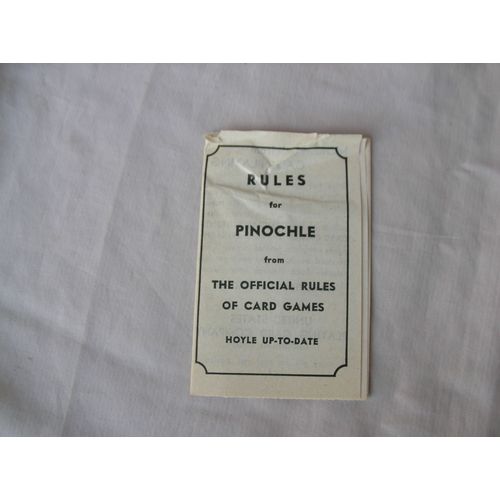 RULES
for
PINOCHLE
from
THE OFFICIAL RULES
OF CARD GAMES
HOYLE UP-TO-DATE